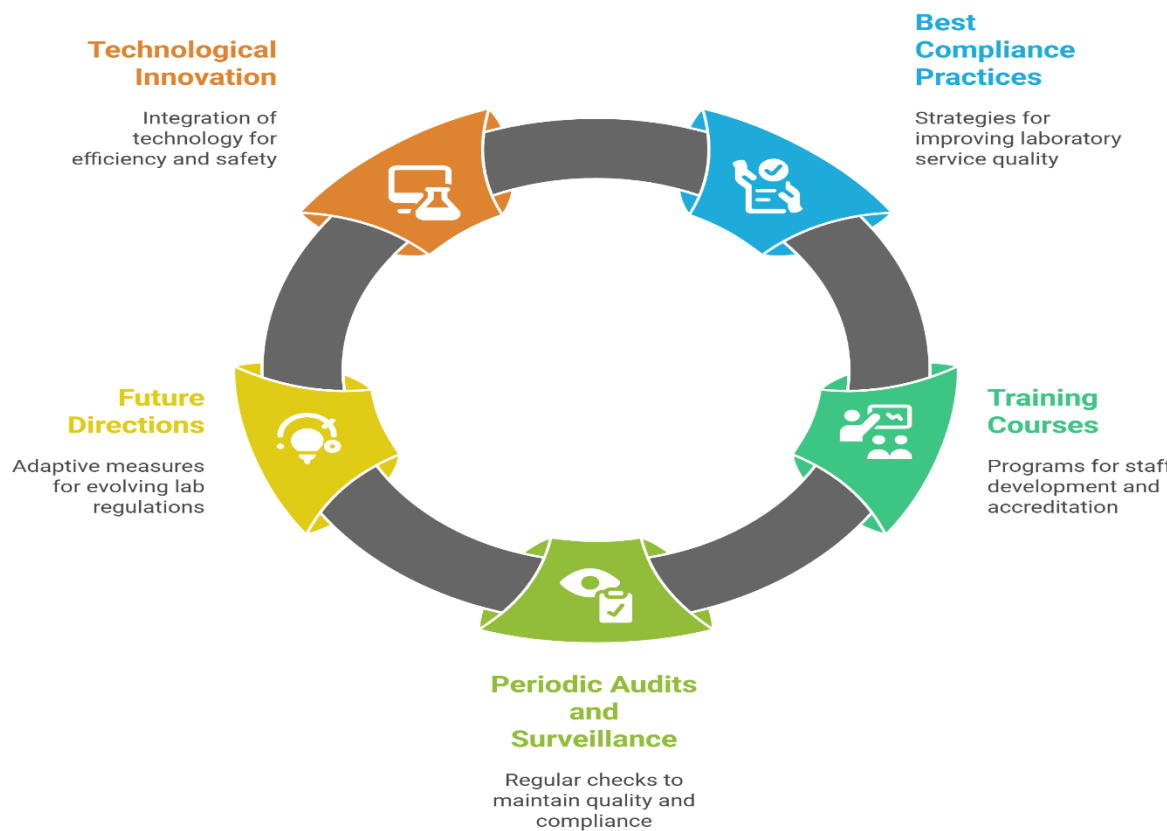 Technological
Innovation
Integration of
technology for
efficiency and safety
Best
Compliance
Practices
Strategies for
improving laboratory
service quality
Future
Directions
Adaptive measures
for evolving lab
regulations
Training
Courses
Programs for staff
development and
accreditation
Periodic Audits
and
Surveillance
Regular checks to
maintain quality and
compliance